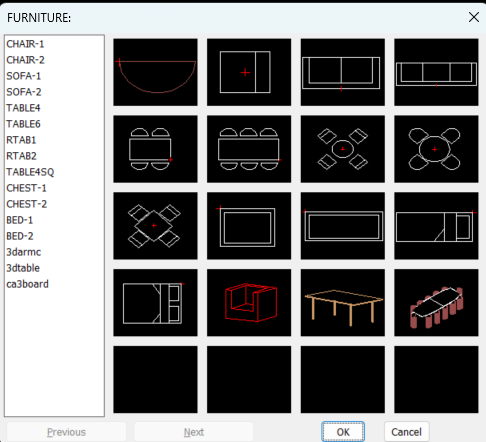 FURNITURE:
CHAIR-1
CHAIR-2
SOFA-1
SOFA-2
TABLE4
TABLE6
RTAB1
RTAB2
TABLE4SQ
CHEST-1
CHEST-2
BED-1
BED-2
3darmc
3dtable
ca3board
Previous Next OK Cancel